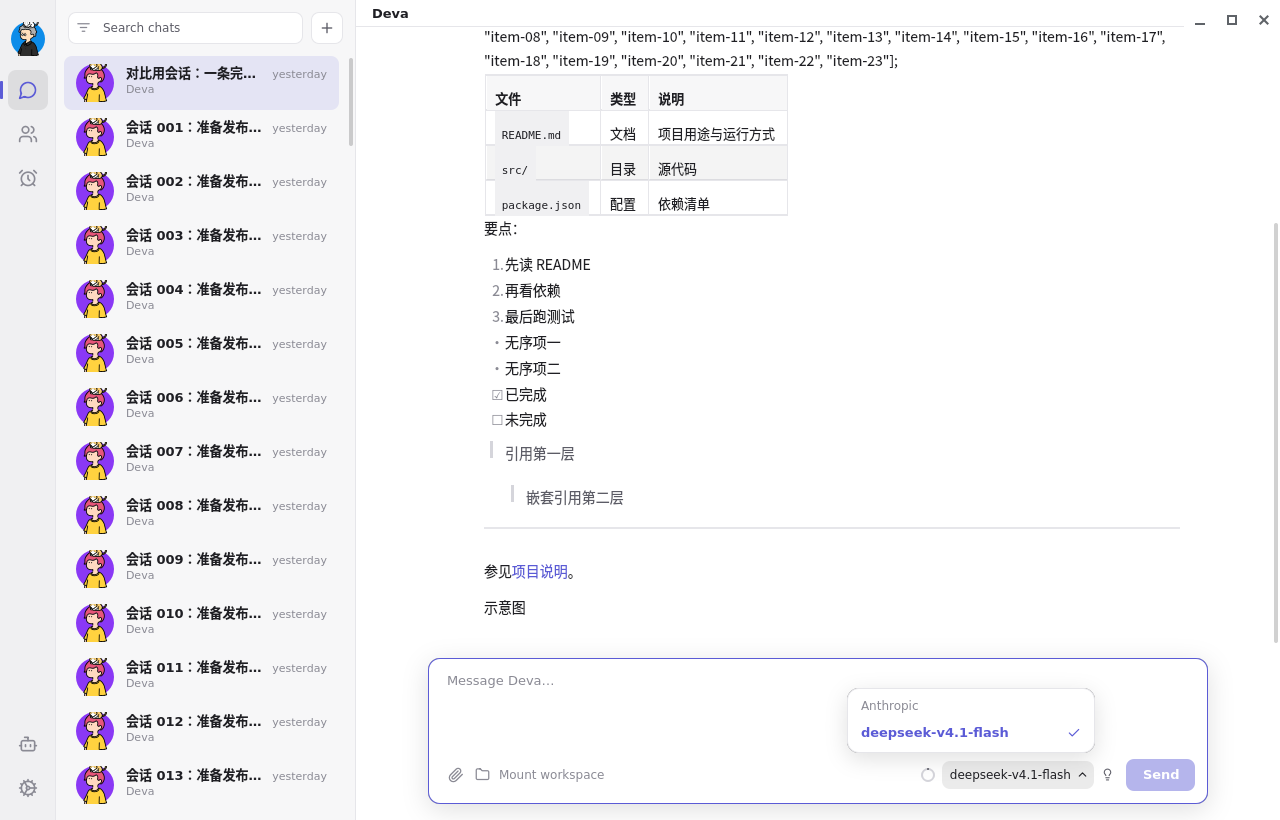 Search chats
对比用会话：一条完... yesterday
Deva
会话 001：准备发布... yesterday
Deva
会话 002：准备发布... yesterday
Deva
会话 003：准备发布... yesterday
Deva
会话 004：准备发布... yesterday
Deva
会话 005：准备发布... yesterday
Deva
会话 006：准备发布... yesterday
Deva
会话 007：准备发布... yesterday
Deva
会话 008：准备发布... yesterday
Deva
会话 009：准备发布... yesterday
Deva
会话 010：准备发布... yesterday
Deva
会话 011：准备发布... yesterday
Deva
会话 012：准备发布... yesterday
Deva
会话 013：准备发布... yesterday
Deva
Deva
"item-08", "item-09", "item-10", "item-11", "item-12", "item-13", "item-14", "item-15", "item-16", "item-17",
"item-18", "item-19", "item-20", "item-21", "item-22", "item-23"];
文件 类型 说明
README.md 文档 项目用途与运行方式
src/ 目录 源代码
package.json 配置 依赖清单
要点：
1. 先读 README
2. 再看依赖
3. 最后跑测试
• 无序项一
• 无序项二
☑ 已完成
☐ 未完成
引用第一层
嵌套引用第二层
参见项目说明。
示意图
Message Deva…
Anthropic
deepseek-v4.1-flash
Mount workspace
deepseek-v4.1-flash
Send